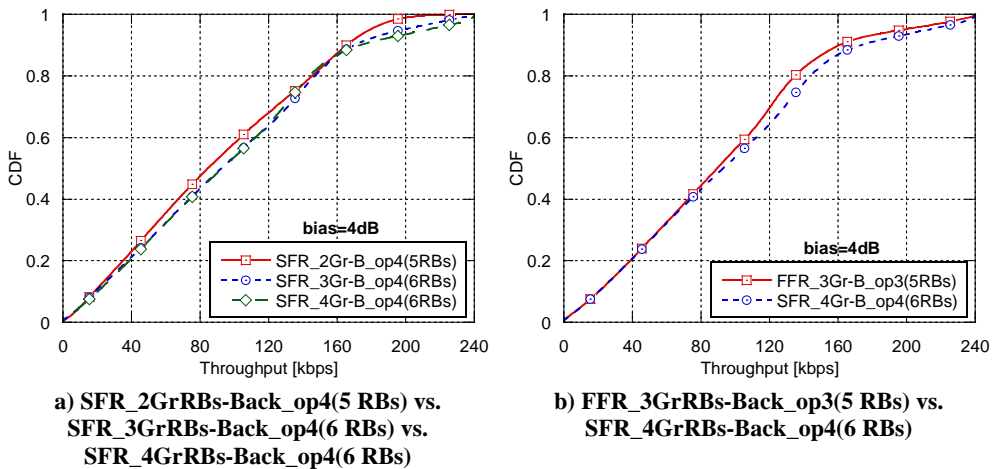 1
0.8
0.6
0.4
0.2
0
CDF
0 40 80 120 160 200 240
Throughput [kbps]
bias=4dB
SFR_2Gr-B_op4(5RBs)
SFR_3Gr-B_op4(6RBs)
SFR_4Gr-B_op4(6RBs)
a) SFR_2GrRBs-Back_op4(5 RBs) vs.
SFR_3GrRBs-Back_op4(6 RBs) vs.
SFR_4GrRBs-Back_op4(6 RBs)
1
0.8
0.6
0.4
0.2
0
CDF
0 40 80 120 160 200 240
Throughput [kbps]
bias=4dB
FFR_3Gr-B_op3(5RBs)
SFR_4Gr-B_op4(6RBs)
b) FFR_3GrRBs-Back_op3(5 RBs) vs.
SFR_4GrRBs-Back_op4(6 RBs)